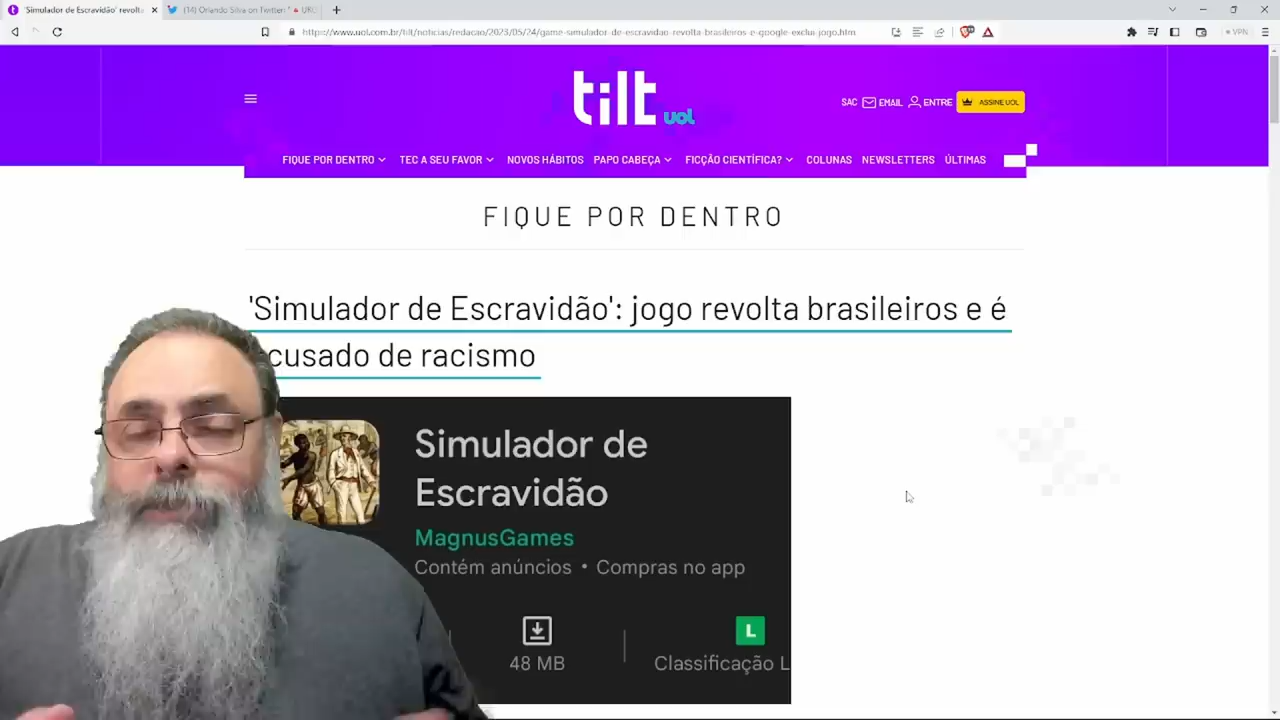 'Simulador de Escravidão' revolt
(14) Orlando Silva on Twitter: "
https://www.uol.com.br/tilt/noticias/redacao/2023/05/24/game-simulador-de-escravidao-revolta-brasileiros-e-google-exclui-jogo.htm
VPN
tilt uol
SAC EMAIL ENTRE ASSINE UOL
FIQUE POR DENTRO TEC A SEU FAVOR NOVOS HÁBITOS PAPO CABEÇA FICÇÃO CIENTÍFICA? COLUNAS NEWSLETTERS ÚLTIMAS
FIQUE POR DENTRO
'Simulador de Escravidão': jogo revolta brasileiros e é
cusado de racismo
Simulador de
Escravidão
MagnusGames
Contém anúncios • Compras no app
L
48 MB
Classificação L